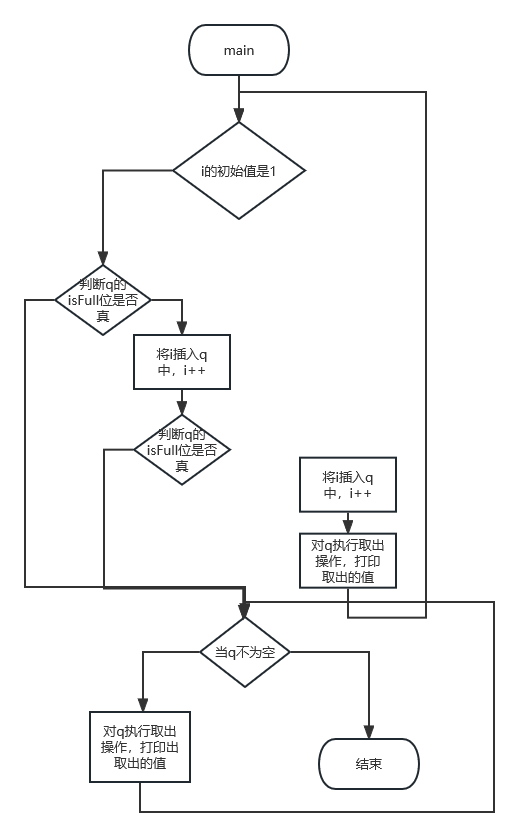 main
i的初始值是1
判断q的
isFull位是否
真
将i插入q
中，i++
判断q的
isFull位是否
真
将i插入q
中，i++
对q执行取出
操作，打印
取出的值
当q不为空
对q执行取出
操作，打印出
取出的值
结束